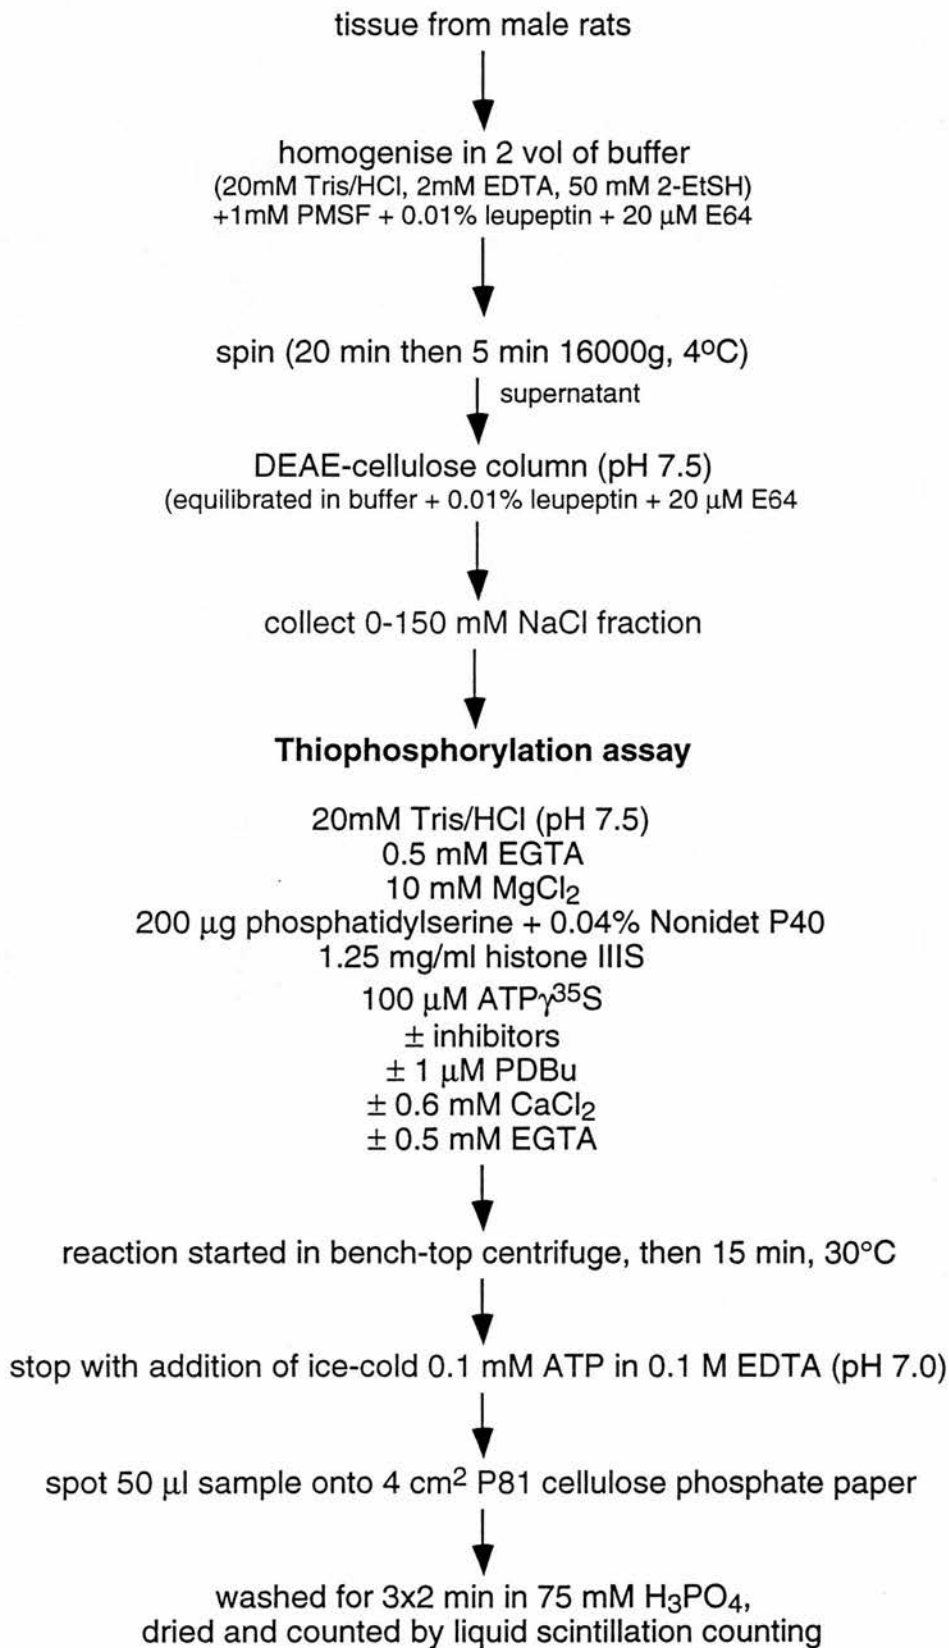 tissue from male rats
homogenise in 2 vol of buffer
(20mM Tris/HCl, 2mM EDTA, 50 mM 2-EtSH)
+1mM PMSF + 0.01% leupeptin + 20 µM E64
spin (20 min then 5 min 16000g, 4ºC)
supernatant
DEAE-cellulose column (pH 7.5)
(equilibrated in buffer + 0.01% leupeptin + 20 µM E64
collect 0-150 mM NaCl fraction
Thiophosphorylation assay
20mM Tris/HCl (pH 7.5)
0.5 mM EGTA
10 mM MgCl₂
200 µg phosphatidylserine + 0.04% Nonidet P40
1.25 mg/ml histone IIIS
100 µM ATPγ³⁵S
± inhibitors
± 1 µM PDBu
± 0.6 mM CaCl₂
± 0.5 mM EGTA
reaction started in bench-top centrifuge, then 15 min, 30°C
stop with addition of ice-cold 0.1 mM ATP in 0.1 M EDTA (pH 7.0)
spot 50 µl sample onto 4 cm² P81 cellulose phosphate paper
washed for 3x2 min in 75 mM H₃PO₄,
dried and counted by liquid scintillation counting